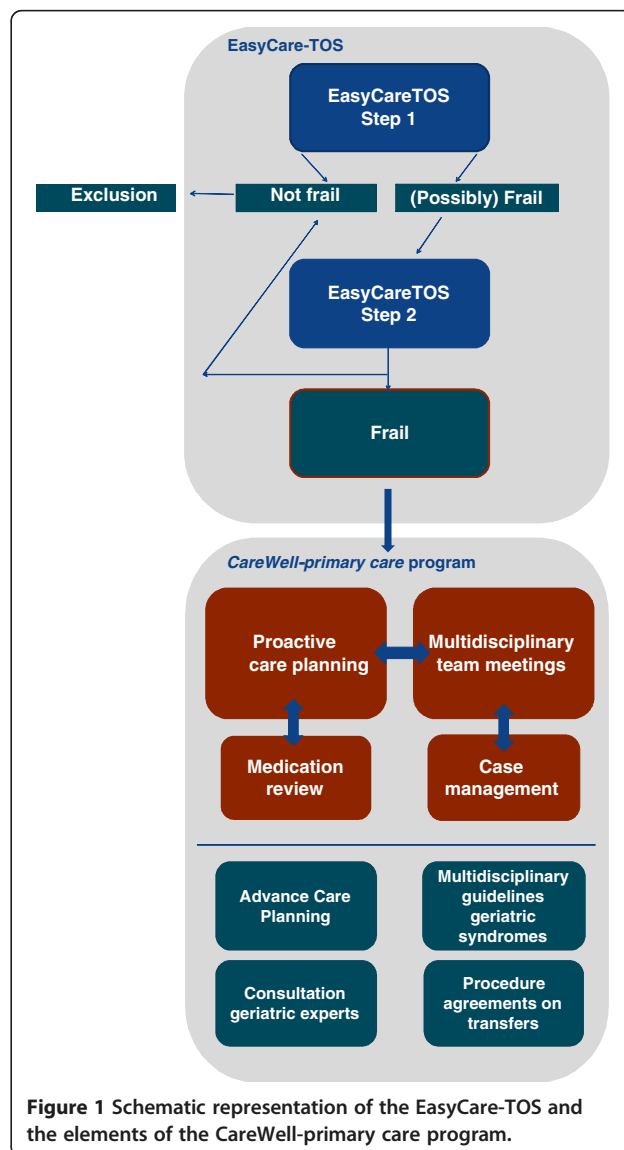 EasyCare-TOS
EasyCareTOS
Step 1
Exclusion
Not frail
(Possibly) Frail
EasyCareTOS
Step 2
Frail
CareWell-primary care program
Proactive
care planning
Multidisciplinary
team meetings
Medication
review
Case
management
Advance Care
Planning
Multidisciplinary
guidelines
geriatric
syndromes
Consultation
geriatric experts
Procedure
agreements on
transfers
Figure 1 Schematic representation of the EasyCare-TOS and
the elements of the CareWell-primary care program.